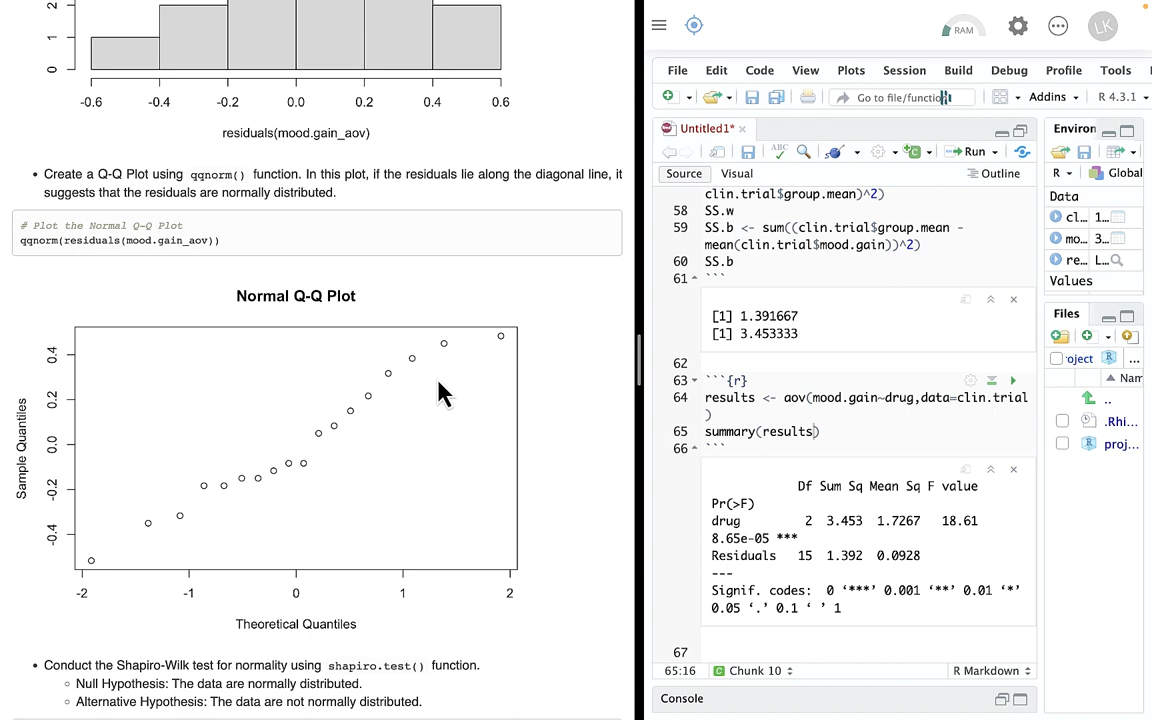 2
1
0
-0.6 -0.4 -0.2 0.0 0.2 0.4 0.6
residuals(mood.gain_aov)
• Create a Q-Q Plot using qqnorm() function. In this plot, if the residuals lie along the diagonal line, it
suggests that the residuals are normally distributed.
# Plot the Normal Q-Q Plot
qqnorm(residuals(mood.gain_aov))
Normal Q-Q Plot
Sample Quantiles
0.4
0.2
0.0
-0.2
-0.4
-2 -1 0 1 2
Theoretical Quantiles
• Conduct the Shapiro-Wilk test for normality using shapiro.test() function.
Null Hypothesis: The data are normally distributed.
Alternative Hypothesis: The data are not normally distributed.
RAM
LK
File Edit Code View Plots Session Build Debug Profile Tools
Go to file/function
Addins
R 4.3.1
Untitled1*
ABC
Run
Source Visual
Outline
clin.trial$group.mean)^2)
58 SS.w
59 SS.b <- sum((clin.trial$group.mean -
mean(clin.trial$mood.gain))^2)
60 SS.b
61 ```
[1] 1.391667
[1] 3.453333
62
63 ```{r}
64 results <- aov(mood.gain~drug,data=clin.trial
)
65 summary(results)
66 ```
Df Sum Sq Mean Sq F value
Pr(>F)
drug 2 3.453 1.7267 18.61
8.65e-05 ***
Residuals 15 1.392 0.0928
---
Signif. codes: 0 ‘***’ 0.001 ‘**’ 0.01 ‘*’
0.05 ‘.’ 0.1 ‘ ’ 1
67
65:16 C Chunk 10 R Markdown
Console
Environ
R Global
Data
cl... 1...
mo... 3...
re... L...
Values
Files
oject R ...
Nam
..
.Rhi...
proj...